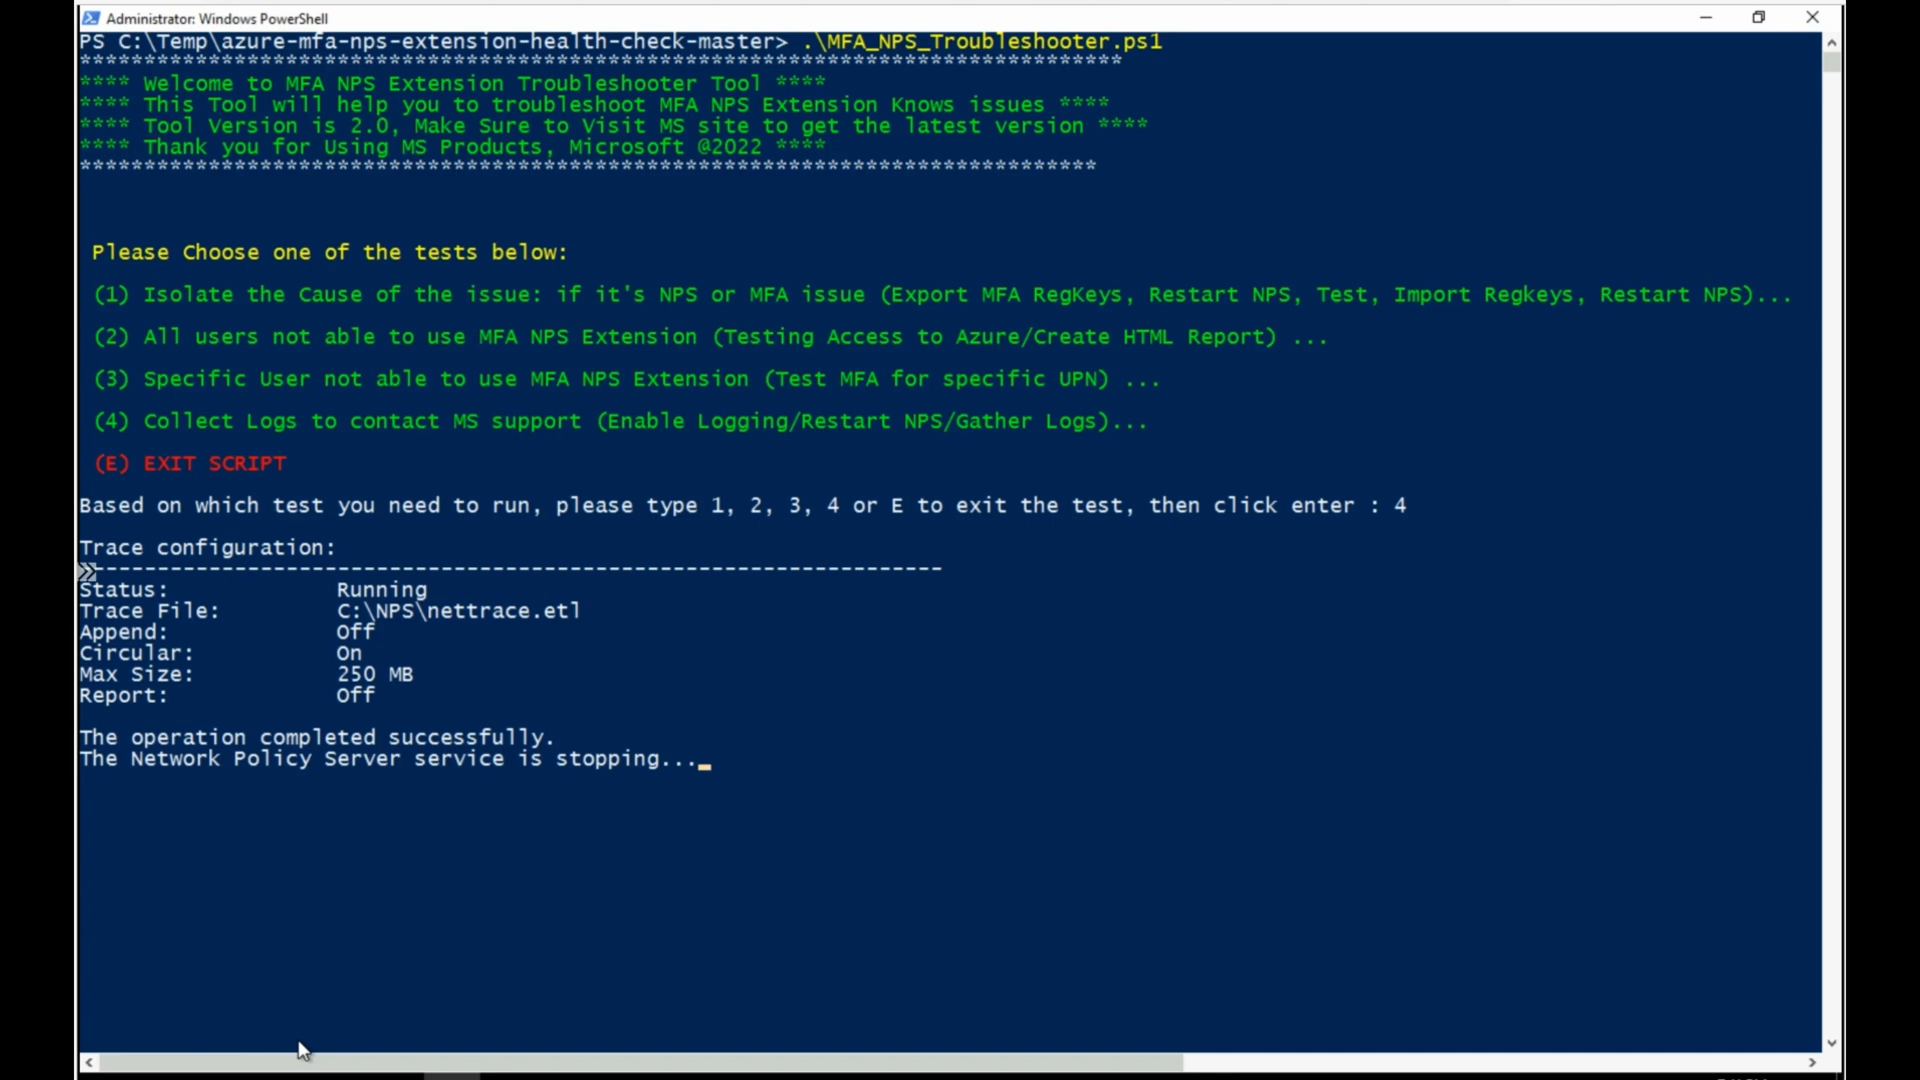 Administrator: Windows PowerShell
PS C:\Temp\azure-mfa-nps-extension-health-check-master> .\MFA_NPS_Troubleshooter.ps1
*********************************************************************************
**** Welcome to MFA NPS Extension Troubleshooter Tool ****
**** This Tool will help you to troubleshoot MFA NPS Extension Knows issues ****
**** Tool Version is 2.0, Make Sure to Visit MS site to get the latest version ****
**** Thank you for Using MS Products, Microsoft @2022 ****
*******************************************************************************
Please Choose one of the tests below:
(1) Isolate the Cause of the issue: if it's NPS or MFA issue (Export MFA RegKeys, Restart NPS, Test, Import Regkeys, Restart NPS)...
(2) All users not able to use MFA NPS Extension (Testing Access to Azure/Create HTML Report) ...
(3) Specific User not able to use MFA NPS Extension (Test MFA for specific UPN) ...
(4) Collect Logs to contact MS support (Enable Logging/Restart NPS/Gather Logs)...
(E) EXIT SCRIPT
Based on which test you need to run, please type 1, 2, 3, 4 or E to exit the test, then click enter : 4
Trace configuration:
-------------------------------------------------------------------
Status: Running
Trace File: C:\NPS\nettrace.etl
Append: Off
Circular: On
Max Size: 250 MB
Report: Off
The operation completed successfully.
The Network Policy Server service is stopping..._